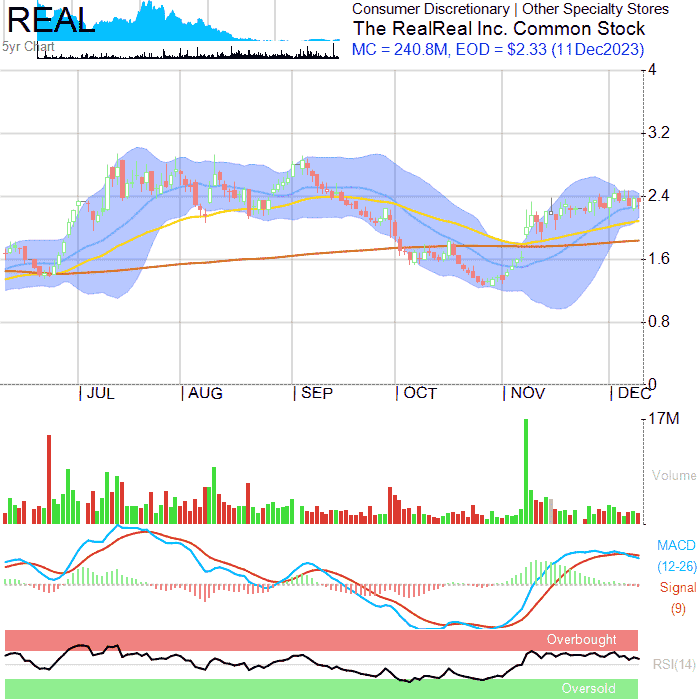 REAL
5yr Chart
Consumer Discretionary | Other Specialty Stores
The RealReal Inc. Common Stock
MC = 240.8M, EOD = $2.33 (11Dec2023)
4
3.2
2.4
1.6
0.8
0
JUL AUG SEP OCT NOV DEC
17M
Volume
MACD
(12-26)
Signal
(9)
Overbought
RSI(14)
Oversold